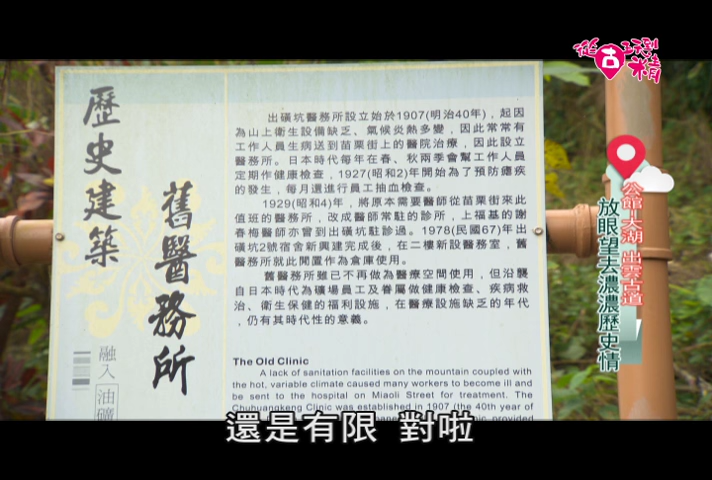 從古工到精
公館-大湖 出雲古道
放眼望去濃濃歷史情
歷史建築
舊醫務所
融入
油礦
出磺坑醫務所設立始於1907(明治40年)，起因
為山上衛生設備缺乏、氣候炎熱多變，因此常常有
工作人員生病送到苗栗街上的醫院治療，因此設立
醫務所。日本時代每年在春、秋兩季會幫工作人員
定期作健康檢查，1927(昭和2)年開始為了預防瘧疾
的發生，每月還進行員工抽血檢查。
1929(昭和4)年，將原本需要醫師從苗栗街來此
值班的醫務所，改成醫師常駐的診所，上福基的謝
春梅醫師亦曾到出磺坑駐診過。1978(民國67)年出
磺坑2號宿舍新興建完成後，在二樓新設醫務室，舊
醫務所就此閒置作為倉庫使用。
舊醫務所雖已不再做為醫療空間使用，但沿襲
自日本時代為礦場員工及眷屬做健康檢查、疾病救
治、衛生保健的福利設施，在醫療設施缺乏的年代
，仍有其時代性的意義。
The Old Clinic
A lack of sanitation facilities on the mountain coupled with
the hot, variable climate caused many workers to become ill and
be sent to the hospital on Miaoli Street for treatment. The
Chuhuangkeng Clinic was established in 1907 (the 40th year of
還是有限 對啦